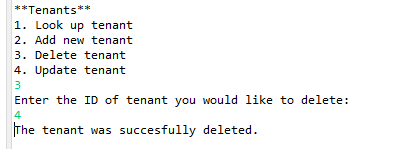 **Tenants**
1. Look up tenant
2. Add new tenant
3. Delete tenant
4. Update tenant
3
Enter the ID of tenant you would like to delete:
4
The tenant was succesfully deleted.